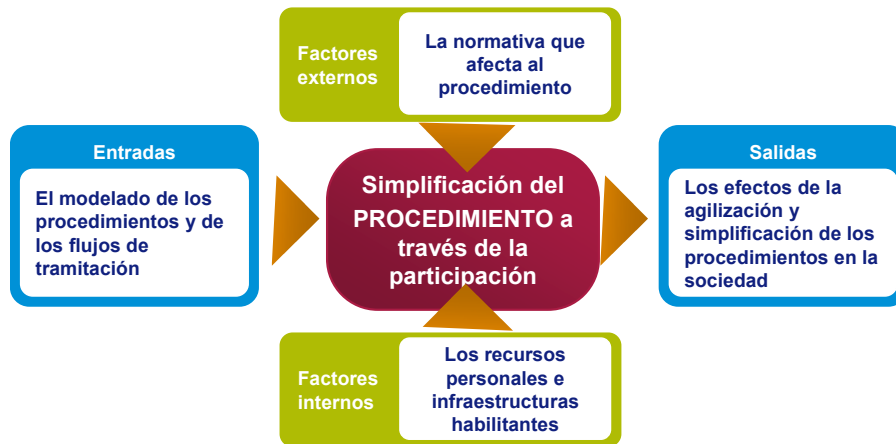 Factores
externos
La normativa que
afecta al
procedimiento
Entradas
El modelado de los
procedimientos y de
los flujos de
tramitación
Simplificación del
PROCEDIMIENTO a
través de la
participación
Salidas
Los efectos de la
agilización y
simplificación de los
procedimientos en la
sociedad
Factores
internos
Los recursos
personales e
infraestructuras
habilitantes